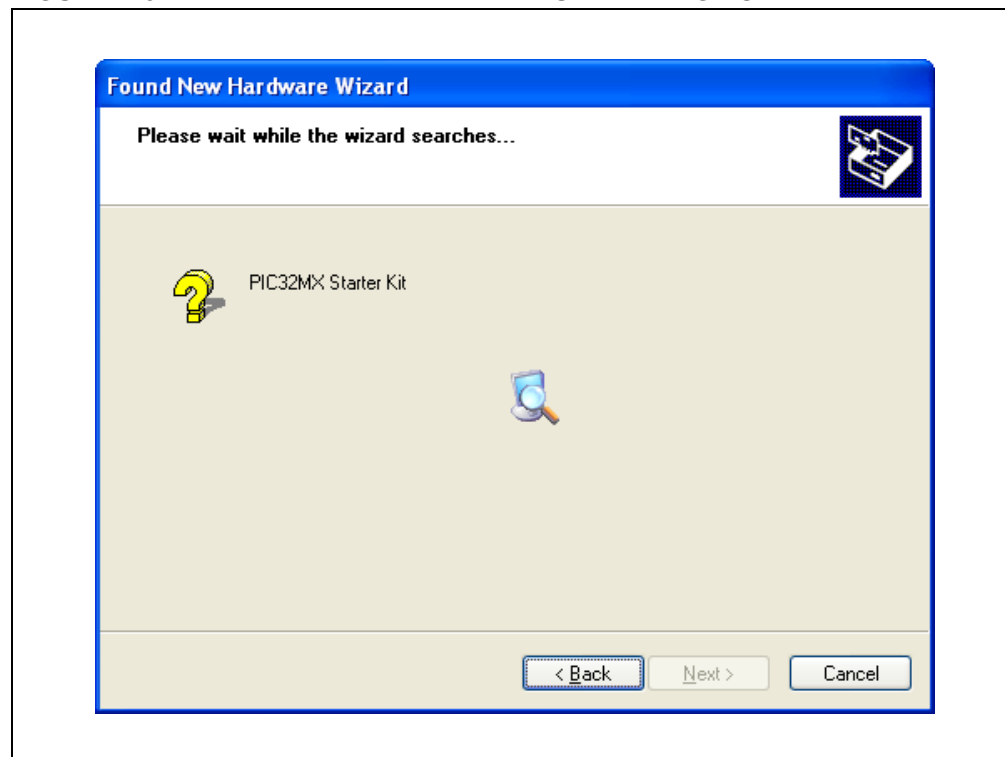 Found New Hardware Wizard
Please wait while the wizard searches...
PIC32MX Starter Kit
< Back
Next >
Cancel